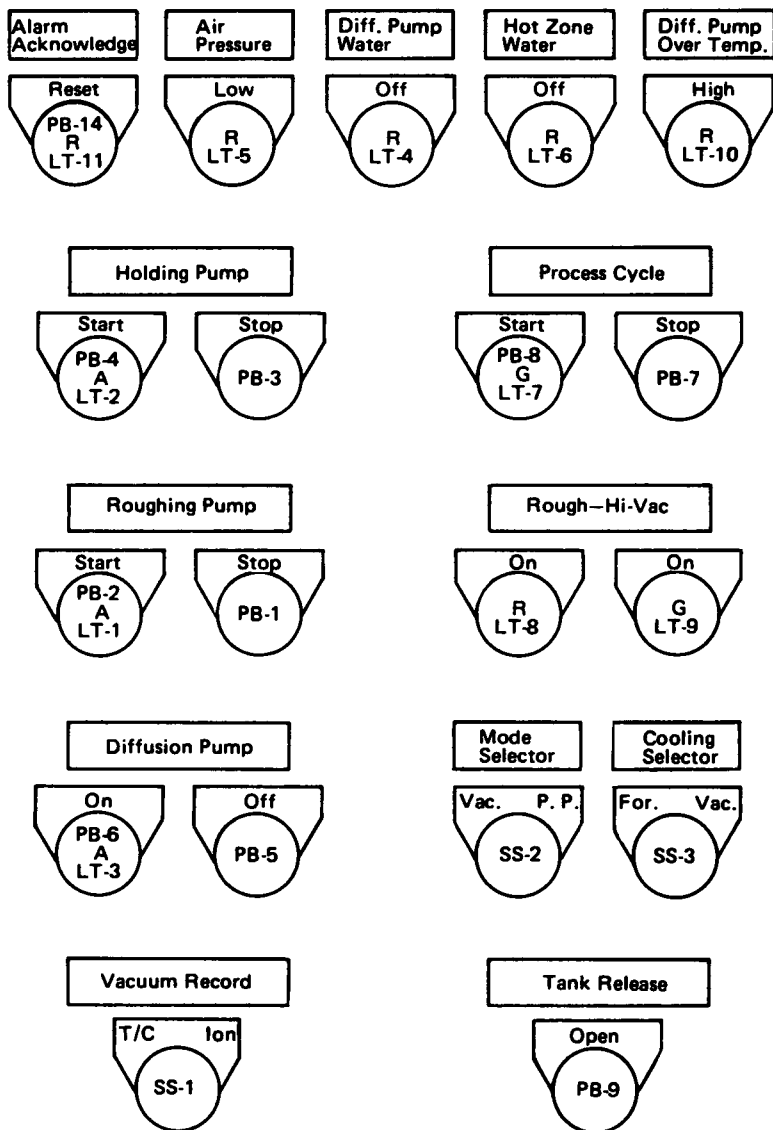 Alarm Acknowledge
Air Pressure
Diff. Pump Water
Hot Zone Water
Diff. Pump Over Temp.
Reset
PB-14
R
LT-11
Low
R
LT-5
Off
R
LT-4
Off
R
LT-6
High
R
LT-10
Holding Pump
Start
PB-4
A
LT-2
Stop
PB-3
Process Cycle
Start
PB-8
G
LT-7
Stop
PB-7
Roughing Pump
Start
PB-2
A
LT-1
Stop
PB-1
Rough—Hi-Vac
On
R
LT-8
On
G
LT-9
Diffusion Pump
On
PB-6
A
LT-3
Off
PB-5
Mode Selector
Vac. P. P.
SS-2
Cooling Selector
For. Vac.
SS-3
Vacuum Record
T/C Ion
SS-1
Tank Release
Open
PB-9